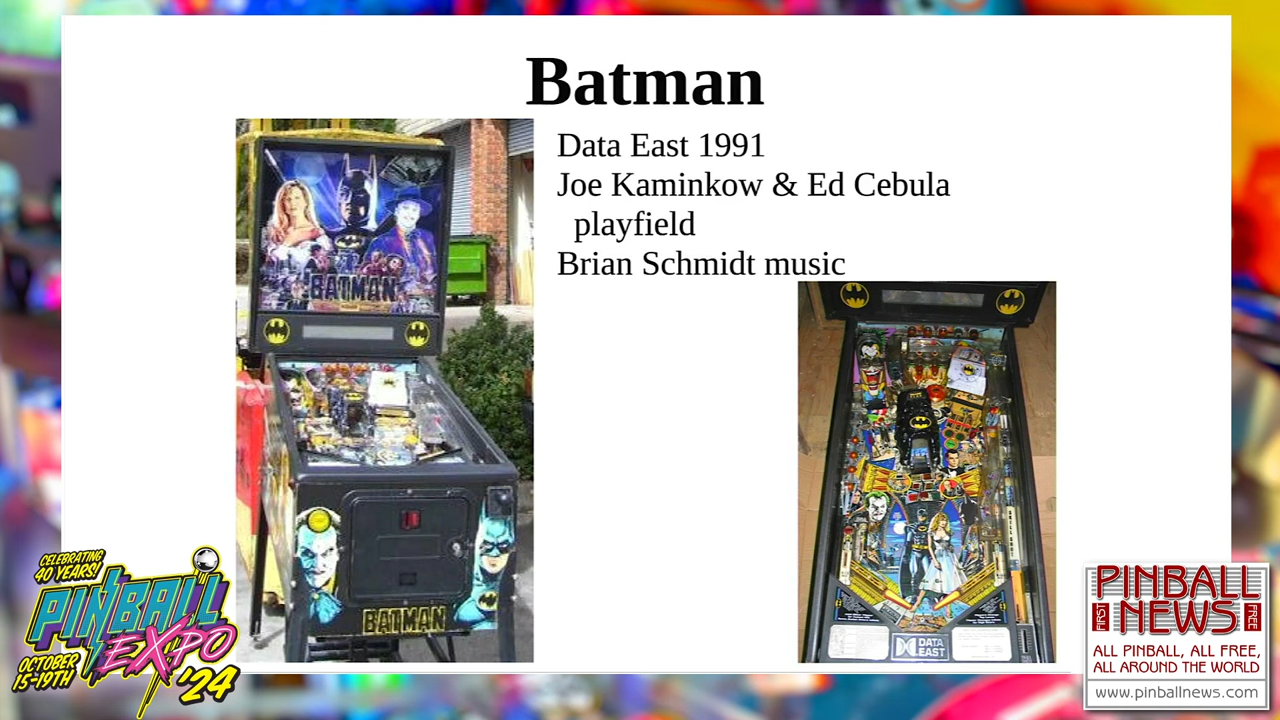 Batman
Data East 1991
Joe Kaminkow & Ed Cebula
playfield
Brian Schmidt music
BATMAN
BATMAN
DATA
EAST
CELEBRATING
40 YEARS!
PINBALL
EXPO
OCTOBER
15-19TH
'24
PINBALL
FIRST NEWS FREE
ALL PINBALL, ALL FREE,
ALL AROUND THE WORLD
www.pinballnews.com